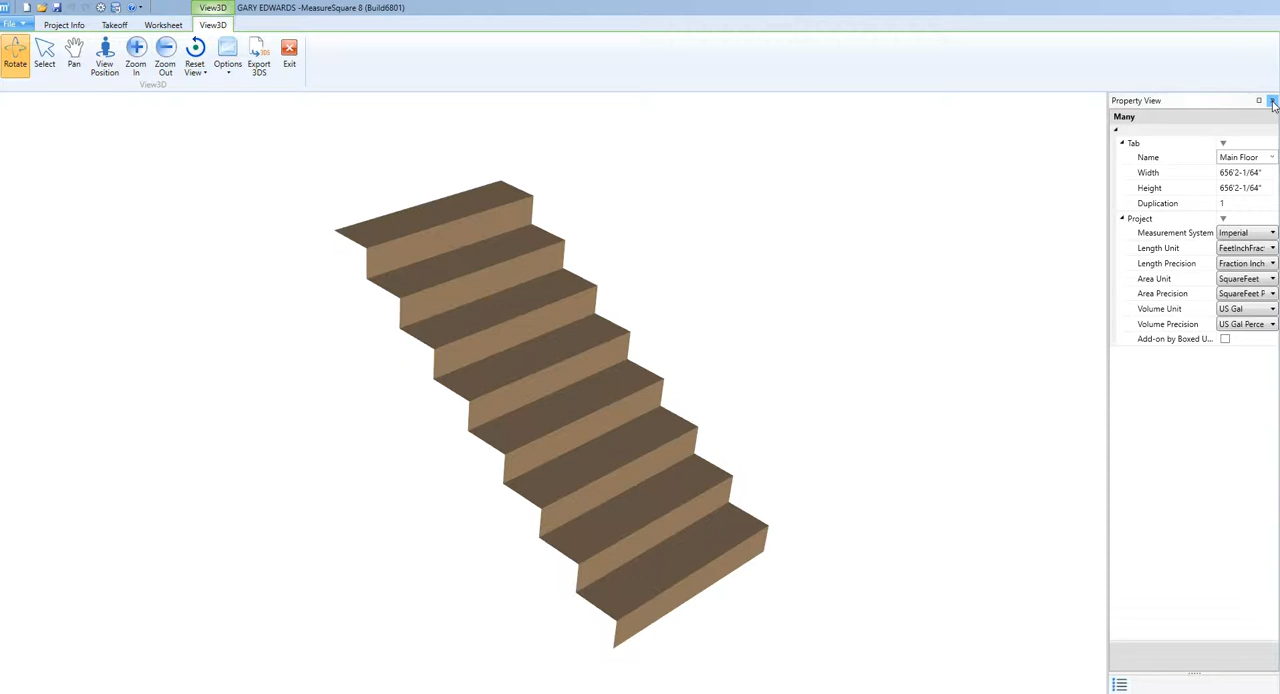 m View3D GARY EDWARDS -MeasureSquare 8 (Build6801)
File Project Info Takeoff Worksheet View3D
Rotate Select Pan View Position Zoom In Zoom Out Reset View Options Export 3DS Exit
View3D
Property View
Many
Tab
Name Main Floor
Width 656'2-1/64"
Height 656'2-1/64"
Duplication 1
Project
Measurement System Imperial
Length Unit FeetInchFrac
Length Precision Fraction Inch
Area Unit SquareFeet
Area Precision SquareFeet P
Volume Unit US Gal
Volume Precision US Gal Perce
Add-on by Boxed U...